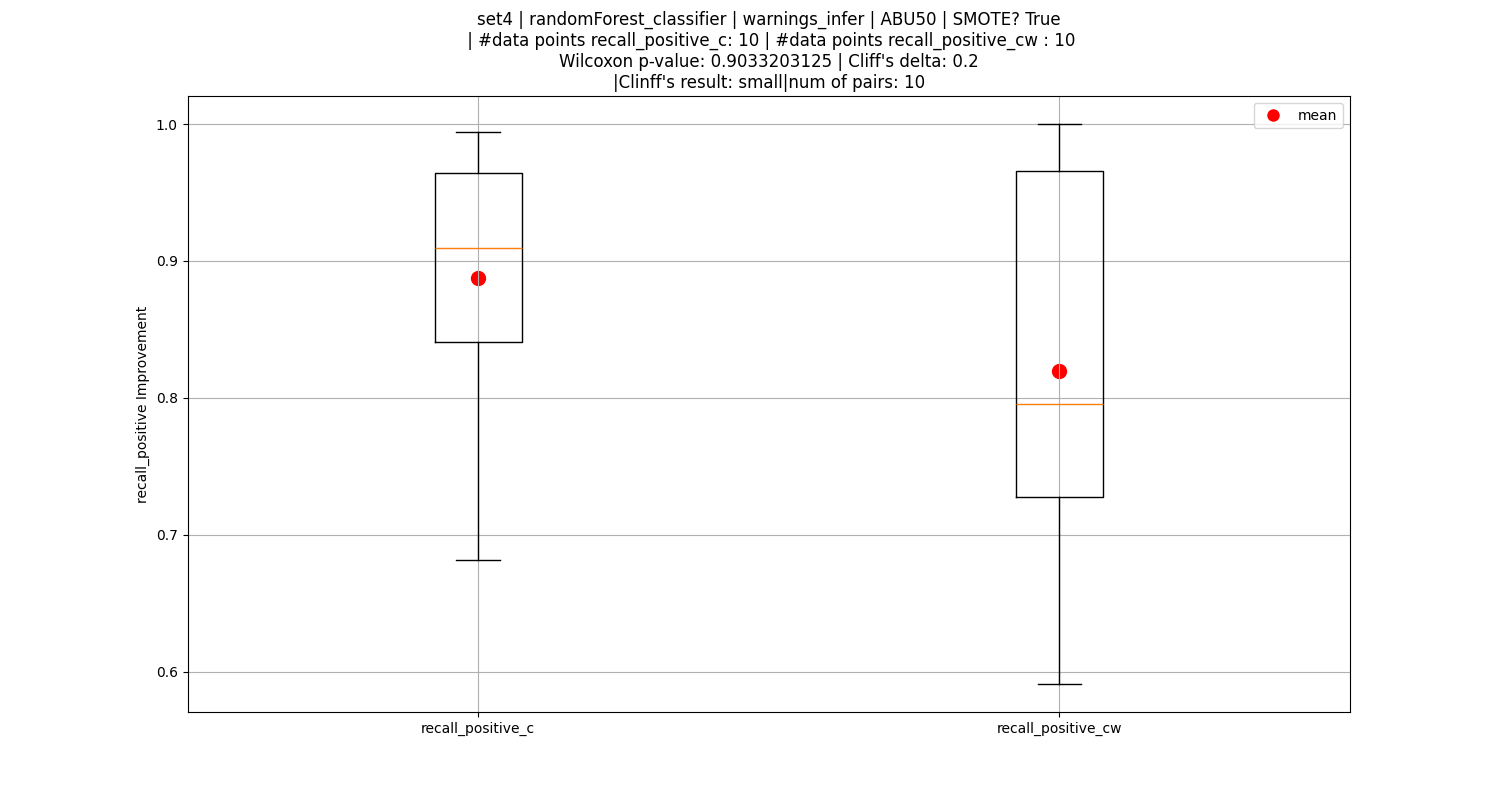 set4 | randomForest_classifier | warnings_infer | ABU50 | SMOTE? True
| #data points recall_positive_c: 10 | #data points recall_positive_cw : 10
Wilcoxon p-value: 0.9033203125 | Cliff's delta: 0.2
|Clinff's result: small|num of pairs: 10
mean
1.0
0.9
0.8
0.7
0.6
recall_positive Improvement
recall_positive_c
recall_positive_cw